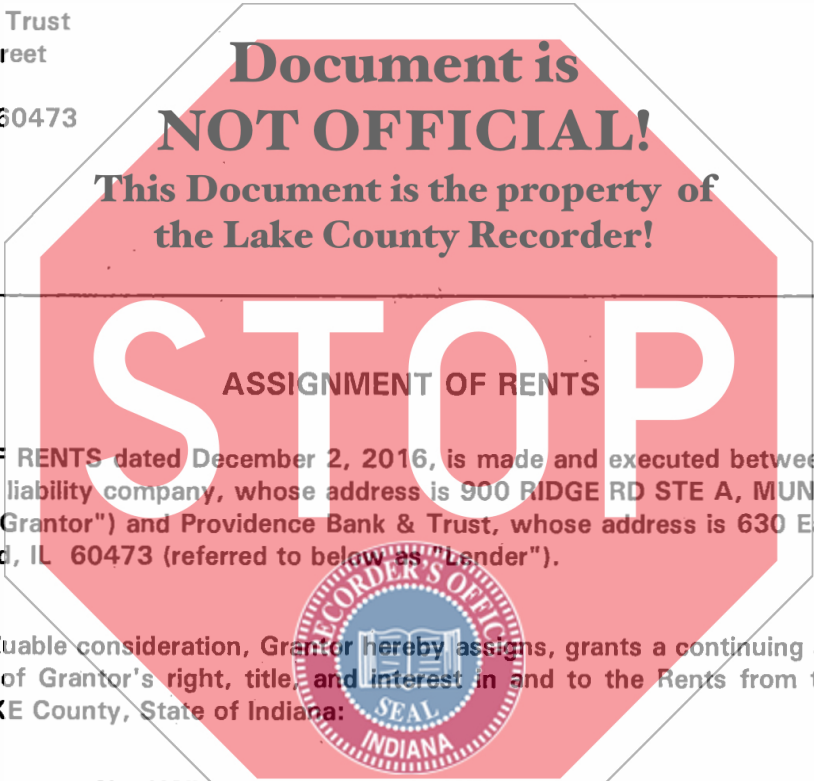 Trust
reet
60473
Document is
NOT OFFICIAL!
This Document is the property of
the Lake County Recorder!
STOP
ASSIGNMENT OF RENTS
RENTS dated December 2, 2016, is made and executed betwee
liability company, whose address is 900 RIDGE RD STE A, MUN
Grantor") and Providence Bank & Trust, whose address is 630 E
d, IL 60473 (referred to below as "Lender").
uable consideration, Grantor hereby assigns, grants a continuing
of Grantor's right, title, and interest in and to the Rents from t
KE County, State of Indiana:
RECORDER'S OFFICE
SEAL
INDIANA